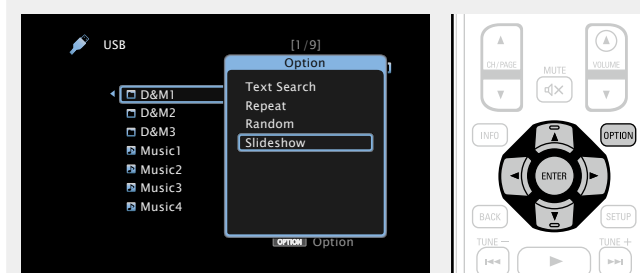 USB
[1/9]
Option
D&M1
D&M2
D&M3
Music1
Music2
Music3
Music4
Text Search
Repeat
Random
Slideshow
OPTION Option
CH/PAGE
MUTE
VOLUME
INFO
OPTION
ENTER
BACK
SETUP
TUNE –
TUNE +